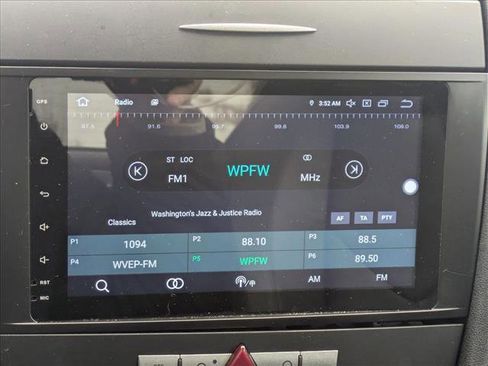 GPS
Radio
3:52 AM
87.5 91.6 95.7 99.8 103.9 108.0
ST LOC
FM1
WPFW
MHz
Washington's Jazz & Justice Radio
Classics
AF TA PTY
P1 1094 P2 88.10 P3 88.5
P4 WVEP-FM P5 WPFW P6 89.50
AM FM
RST
MIC